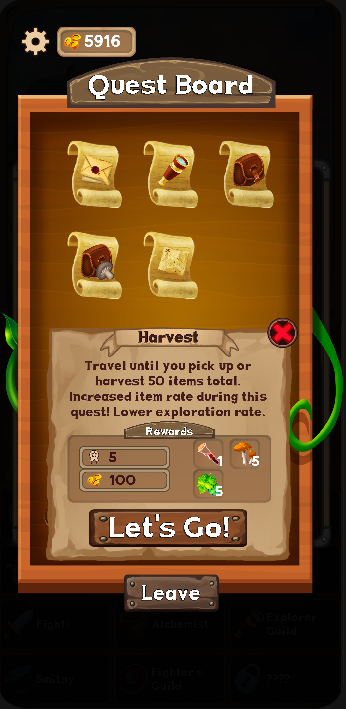 5916
Quest Board
Harvest
Travel until you pick up or
harvest 50 items total.
Increased item rate during this
quest! Lower exploration rate.
Rewards
5
100
1
5
5
Let's Go!
Leave
Fights
Alchemist
Explorer
Guild
Destiny
Fighter's
Guild
????